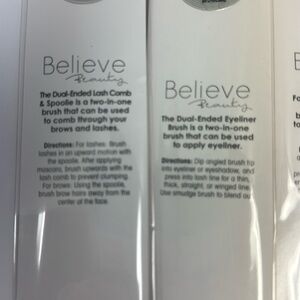 Believe
Beauty
The Dual-Ended Lash Comb
& Spoolie is a two-in-one
brush that can be used
to comb through your
brows and lashes.
Directions: For lashes: Brush
lashes in an upward motion with
the spoolie. After applying
mascara, brush upwards with the
lash comb to prevent clumping.
For brows: Using the spoolie,
brush brow hairs away from the
center of the face.
Believe
Beauty
The Dual-Ended Eyeliner
Brush is a two-in-one
brush that can be used
to apply eyeliner.
Directions: Dip angled brush tip
into eyeliner or eyeshadow, and
press into lash line for a thin,
thick, straight, or winged line.
Use smudge brush to blend out